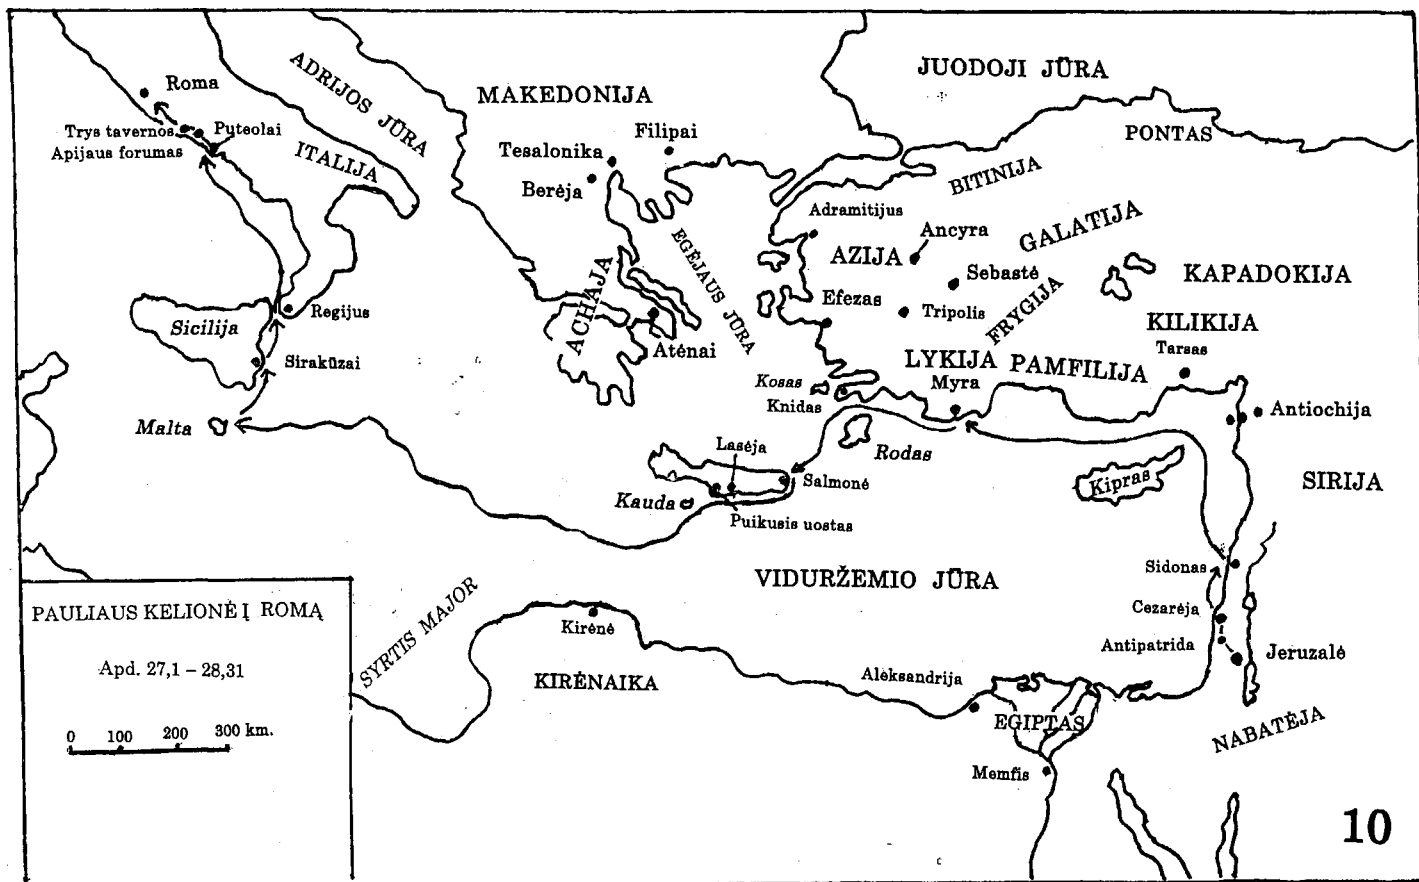 JUODOJI JŪRA
ADRIJOS JŪRA
MAKEDONIJA
Roma
Filipai
PONTAS
Trys tavernos
Puteolai
Apijaus forumas
ITALIJA
Tesalonika
Berėja
BITINIJA
Adramitijus
GALATIJA
Ancyra
AZIJA
EGĖJAUS JŪRA
Sebastė
KAPADOKIJA
Efezas
Tripolis
FRYGIJA
ACHAJA
Atėnai
Sicilija
Regijus
KILIKIJA
Tarsas
Sirakūzai
LYKIJA
PAMFILIJA
Myra
Kosas
Knidas
Antiochija
Malta
Rodas
Lasėja
Salmonė
Kipras
SIRIJA
Kauda
Puikusis uostas
VIDURŽEMIO JŪRA
Sidonas
Cezarėja
Antipatrida
Jeruzalė
SYRTIS MAJOR
Kirėnė
KIRĖNAIKA
Alėksandrija
EGIPTAS
NABATĖJA
Memfis
PAULIAUS KELIONĖ Į ROMĄ
Apd. 27,1 – 28,31
0 100 200 300 km.
10